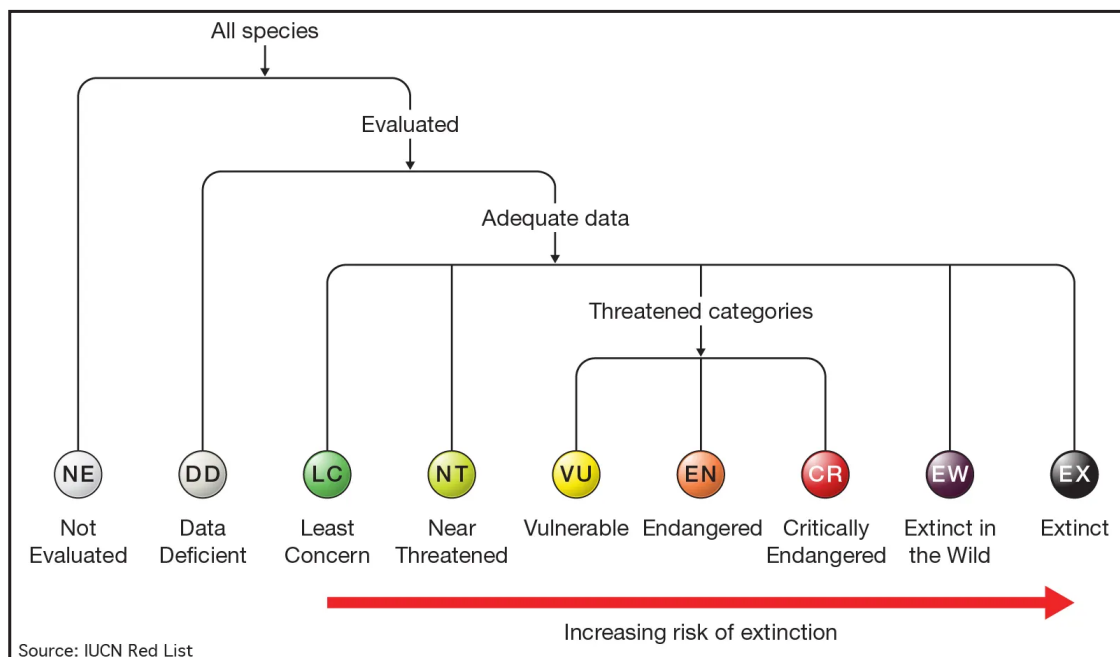 All species
Evaluated
Adequate data
Threatened categories
NE
DD
LC
NT
VU
EN
CR
EW
EX
Not
Evaluated
Data
Deficient
Least
Concern
Near
Threatened
Vulnerable
Endangered
Critically
Endangered
Extinct in
the Wild
Extinct
Increasing risk of extinction
Source: IUCN Red List